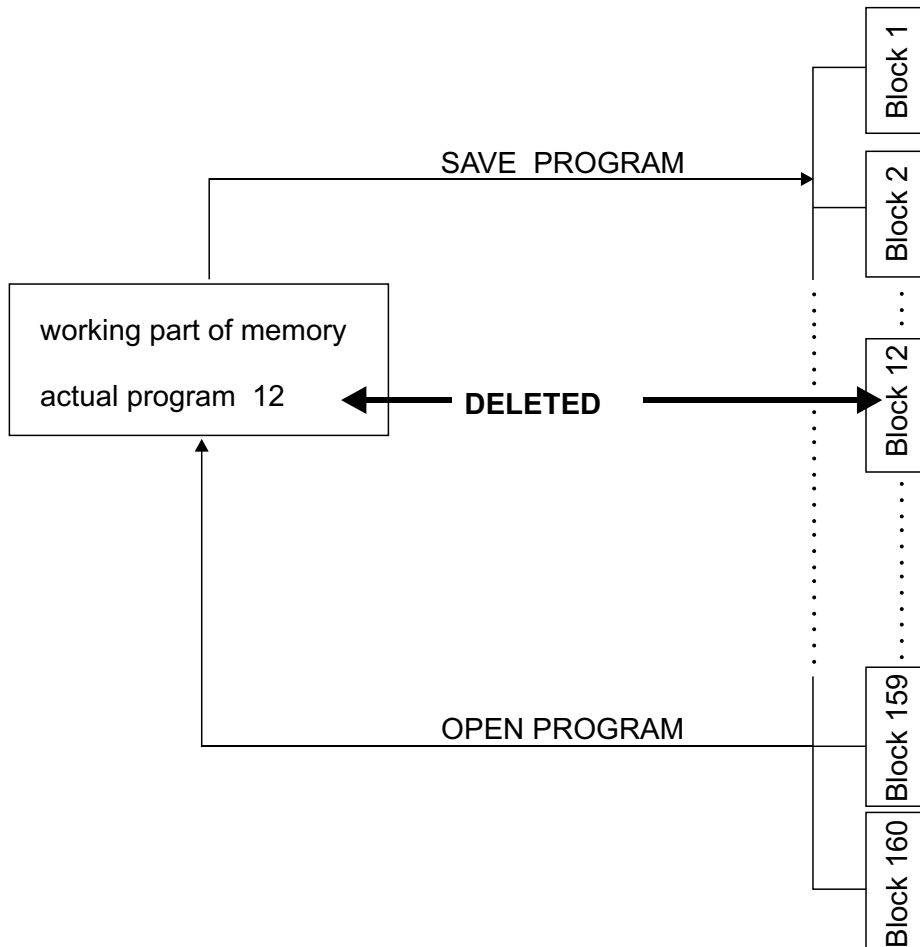 Block 1
SAVE PROGRAM
Block 2
working part of memory
Block 12
actual program 12
DELETED
OPEN PROGRAM
Block 159
Block 160